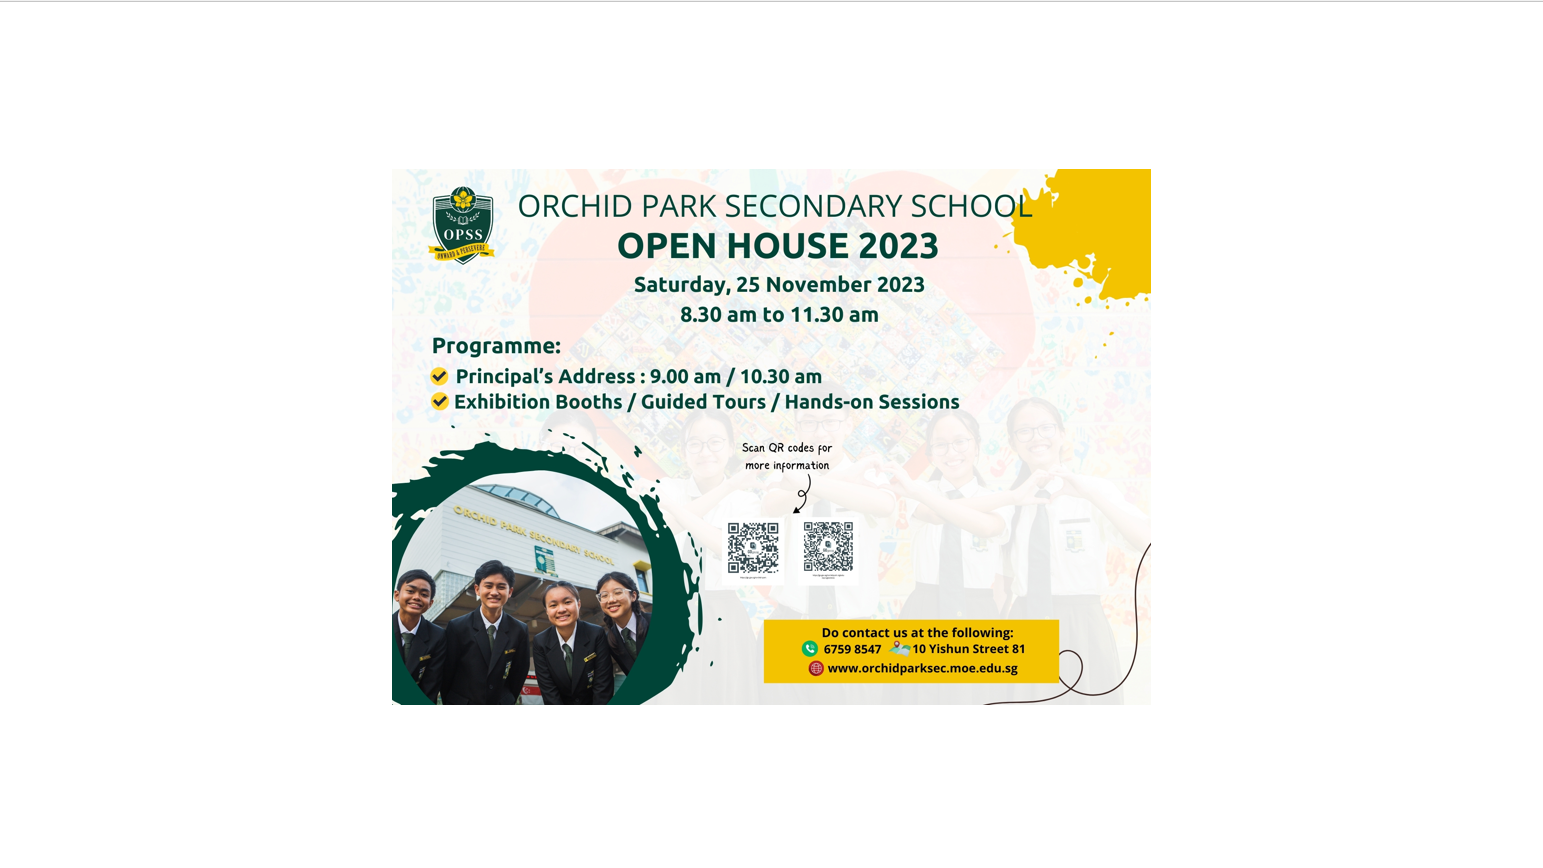 OPSS
ONWARD & PERSEVERE
ORCHID PARK SECONDARY SCHOOL
OPEN HOUSE 2023
Saturday, 25 November 2023
8.30 am to 11.30 am
Programme:
Principal's Address : 9.00 am / 10.30 am
Exhibition Booths / Guided Tours / Hands-on Sessions
Scan QR codes for
more information
ORCHID PARK SECONDARY SCHOOL
Do contact us at the following:
6759 8547 10 Yishun Street 81
www.orchidparksec.moe.edu.sg